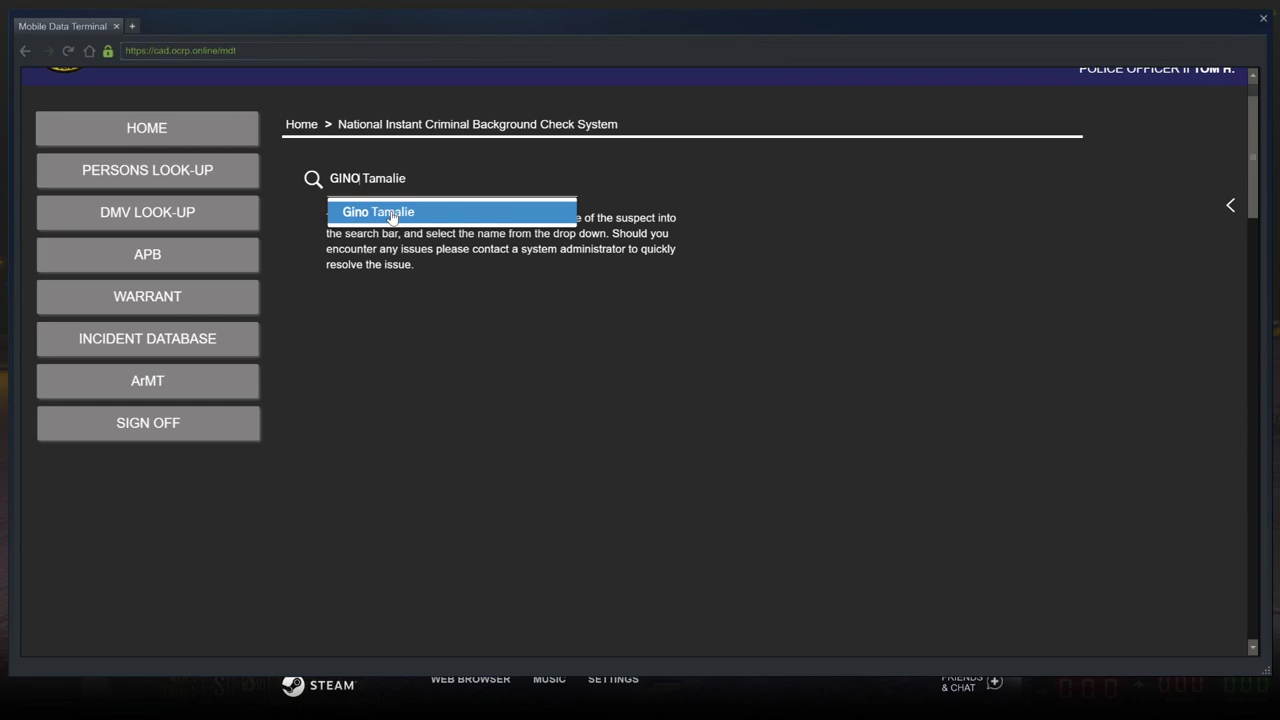 Mobile Data Terminal
https://cad.ocrp.online/mdt
POLICE OFFICER II TOM H.
HOME
PERSONS LOOK-UP
DMV LOOK-UP
APB
WARRANT
INCIDENT DATABASE
ArMT
SIGN OFF
Home > National Instant Criminal Background Check System
GINO Tamalie
Gino Tamalie
e of the suspect into
the search bar, and select the name from the drop down. Should you
encounter any issues please contact a system administrator to quickly
resolve the issue.
STEAM
WEB BROWSER
MUSIC
SETTINGS
FRIENDS
& CHAT